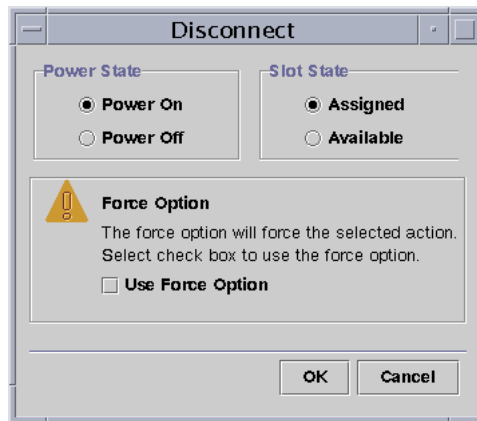 Disconnect
Power State
Power On
Power Off
Slot State
Assigned
Available
Force Option
The force option will force the selected action.
Select check box to use the force option.
Use Force Option
OK
Cancel